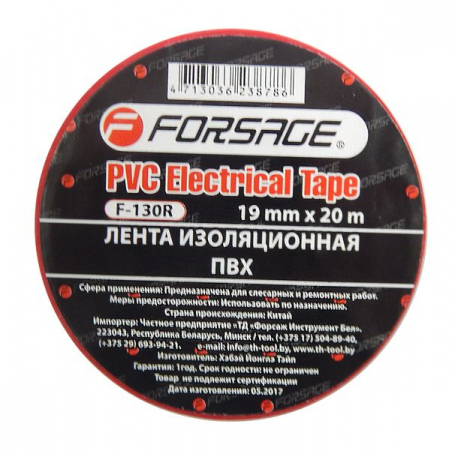 4713036238786
FORSAGE®
PVC Electrical Tape
F-130R 19 mm x 20 m
ЛЕНТА ИЗОЛЯЦИОННАЯ
ПВХ
Сфера применения: Предназначена для слесарных и ремонтных работ.
Меры предосторожности: Использовать по назначению.
Страна происхождения: Китай
Импортер: Частное предприятие «ТД «Форсаж Инструмент Бел».
223043, Республика Беларусь, Минск / тел. (+375 17) 504-89-40,
(+375 29) 693-94-21. e-mail: info@th-tool.by / www.th-tool.by
Изготовитель: Хэбэй Йонгла Тэйп
Гарантия: 1год. Срок годности: не ограничен
Товар не подлежит сертификации
Дата изготовления: 05.2017